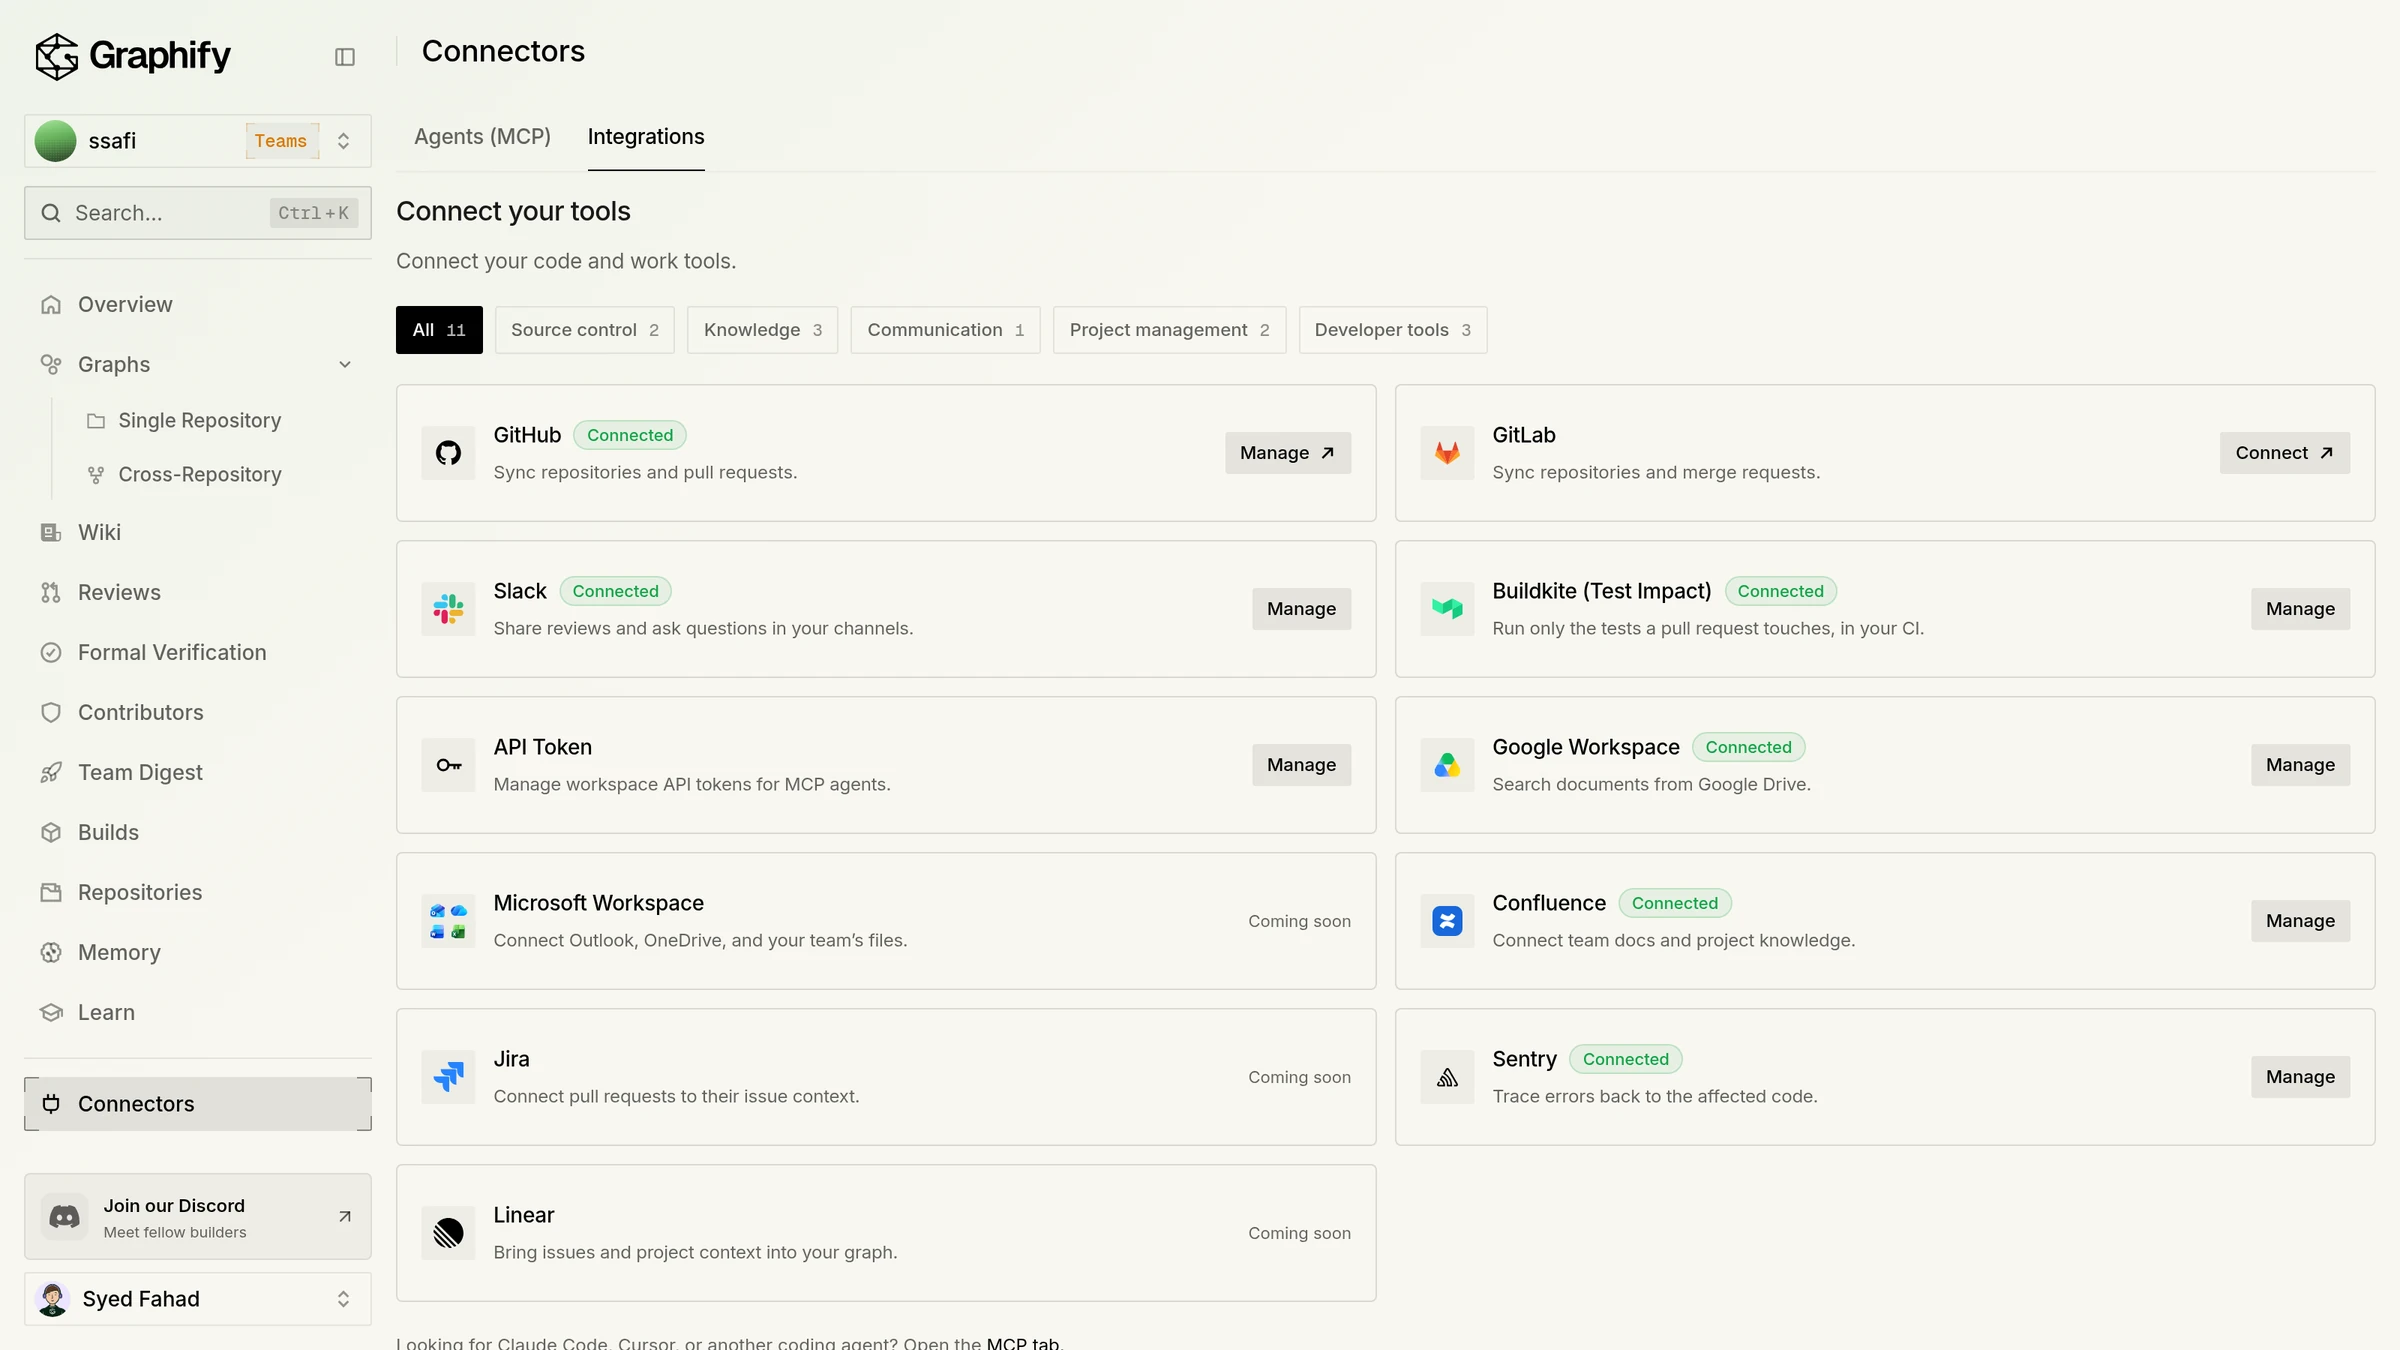 Graphify
ssafi
Teams
Search...
Ctrl+K
Overview
Graphs
Single Repository
Cross-Repository
Wiki
Reviews
Formal Verification
Contributors
Team Digest
Builds
Repositories
Memory
Learn
Connectors
Join our Discord
Meet fellow builders
Syed Fahad
Connectors
Agents (MCP)
Integrations
Connect your tools
Connect your code and work tools.
All 11
Source control 2
Knowledge 3
Communication 1
Project management 2
Developer tools 3
GitHub Connected
Sync repositories and pull requests.
Manage
GitLab
Sync repositories and merge requests.
Connect
Slack Connected
Share reviews and ask questions in your channels.
Manage
Buildkite (Test Impact) Connected
Run only the tests a pull request touches, in your CI.
Manage
API Token
Manage workspace API tokens for MCP agents.
Manage
Google Workspace Connected
Search documents from Google Drive.
Manage
Microsoft Workspace
Connect Outlook, OneDrive, and your team’s files.
Coming soon
Confluence Connected
Connect team docs and project knowledge.
Manage
Jira
Connect pull requests to their issue context.
Coming soon
Sentry Connected
Trace errors back to the affected code.
Manage
Linear
Bring issues and project context into your graph.
Coming soon
Looking for Claude Code, Cursor, or another coding agent? Open the MCP tab.